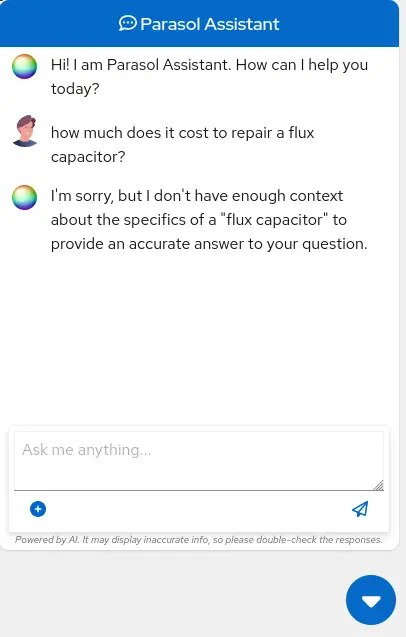 Parasol Assistant
Hi! I am Parasol Assistant. How can I help you
today?
how much does it cost to repair a flux
capacitor?
I'm sorry, but I don't have enough context
about the specifics of a "flux capacitor" to
provide an accurate answer to your question.
Ask me anything...
Powered by AI. It may display inaccurate info, so please double-check the responses.